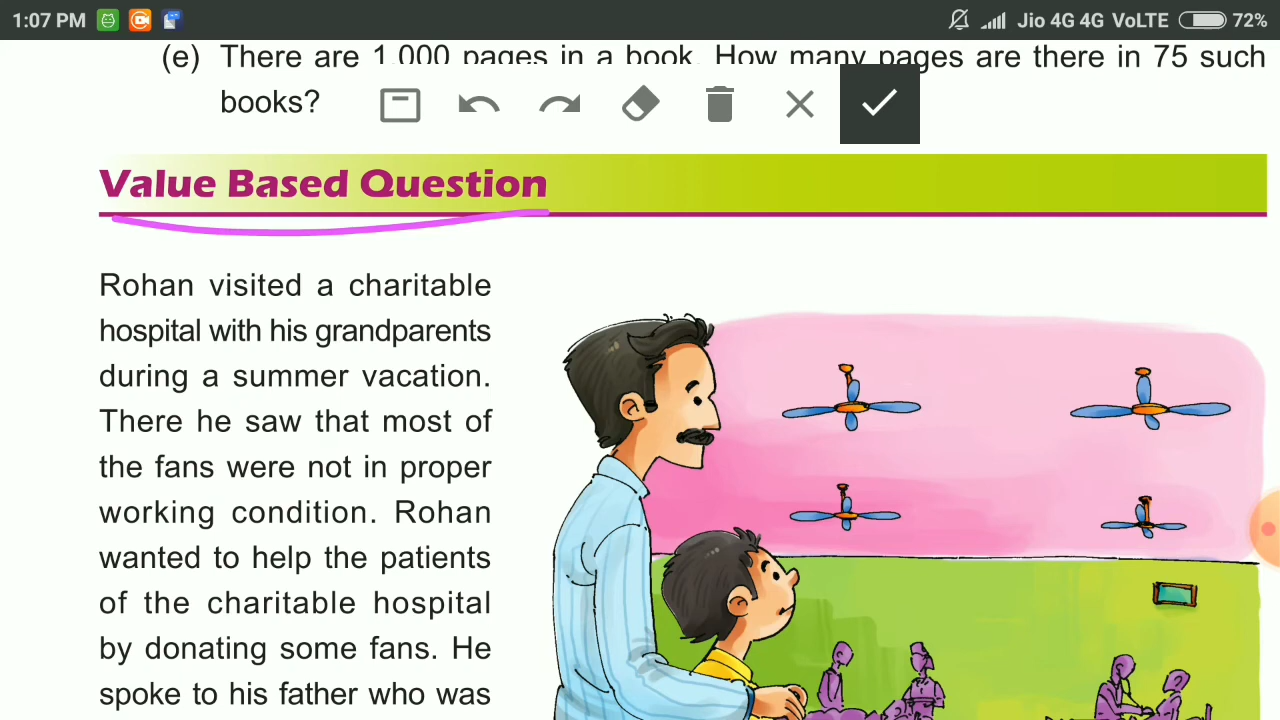 1:07 PM
Jio 4G 4G VoLTE 72%
(e) There are 1,000 pages in a book. How many pages are there in 75 such
books?
Value Based Question
Rohan visited a charitable
hospital with his grandparents
during a summer vacation.
There he saw that most of
the fans were not in proper
working condition. Rohan
wanted to help the patients
of the charitable hospital
by donating some fans. He
spoke to his father who was